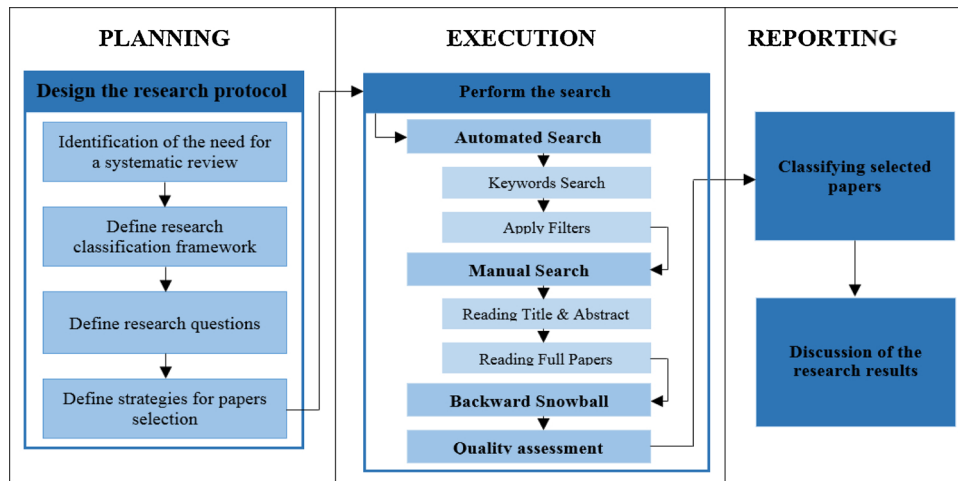 PLANNING
Design the research protocol
Identification of the need for
a systematic review
Define research
classification framework
Define research questions
Define strategies for papers
selection
EXECUTION
Perform the search
Automated Search
Keywords Search
Apply Filters
Manual Search
Reading Title & Abstract
Reading Full Papers
Backward Snowball
Quality assessment
REPORTING
Classifying selected
papers
Discussion of the
research results